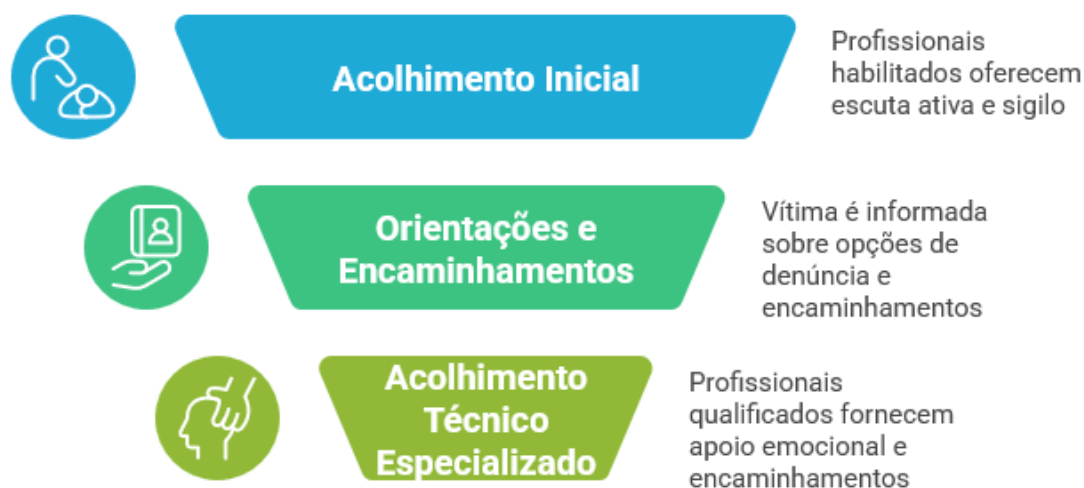 Acolhimento Inicial
Profissionais
habilitados oferecem
escuta ativa e sigilo
Orientações e
Encaminhamentos
Vítima é informada
sobre opções de
denúncia e
encaminhamentos
Acolhimento
Técnico
Especializado
Profissionais
qualificados fornecem
apoio emocional e
encaminhamentos